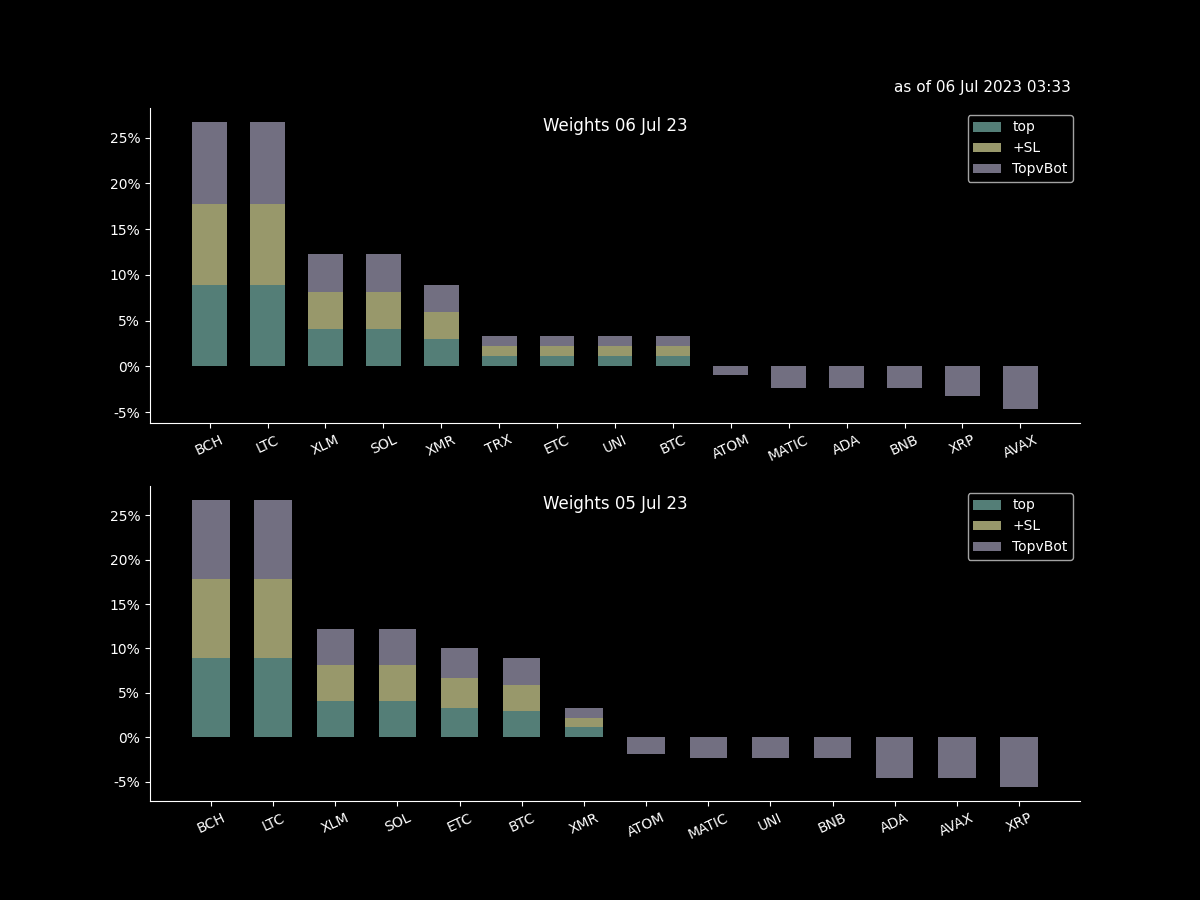 as of 06 Jul 2023 03:33
Weights 06 Jul 23
top
+SL
TopvBot
25%
20%
15%
10%
5%
0%
-5%
BCH LTC XLM SOL XMR TRX ETC UNI BTC ATOM MATIC ADA BNB XRP AVAX
Weights 05 Jul 23
top
+SL
TopvBot
25%
20%
15%
10%
5%
0%
-5%
BCH LTC XLM SOL ETC BTC XMR ATOM MATIC UNI BNB ADA AVAX XRP